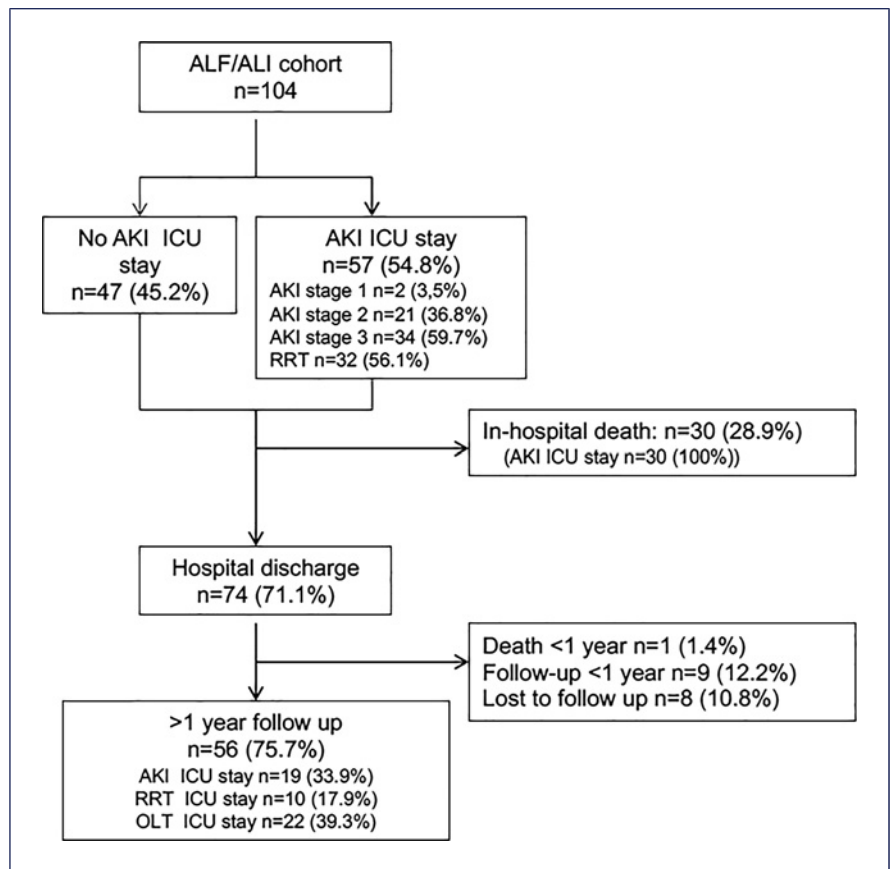 ALF/ALI cohort
n=104
No AKI ICU
stay
n=47 (45.2%)
AKI ICU stay
n=57 (54.8%)
AKI stage 1 n=2 (3,5%)
AKI stage 2 n=21 (36.8%)
AKI stage 3 n=34 (59.7%)
RRT n=32 (56.1%)
In-hospital death: n=30 (28.9%)
(AKI ICU stay n=30 (100%))
Hospital discharge
n=74 (71.1%)
Death <1 year n=1 (1.4%)
Follow-up <1 year n=9 (12.2%)
Lost to follow up n=8 (10.8%)
>1 year follow up
n=56 (75.7%)
AKI ICU stay n=19 (33.9%)
RRT ICU stay n=10 (17.9%)
OLT ICU stay n=22 (39.3%)